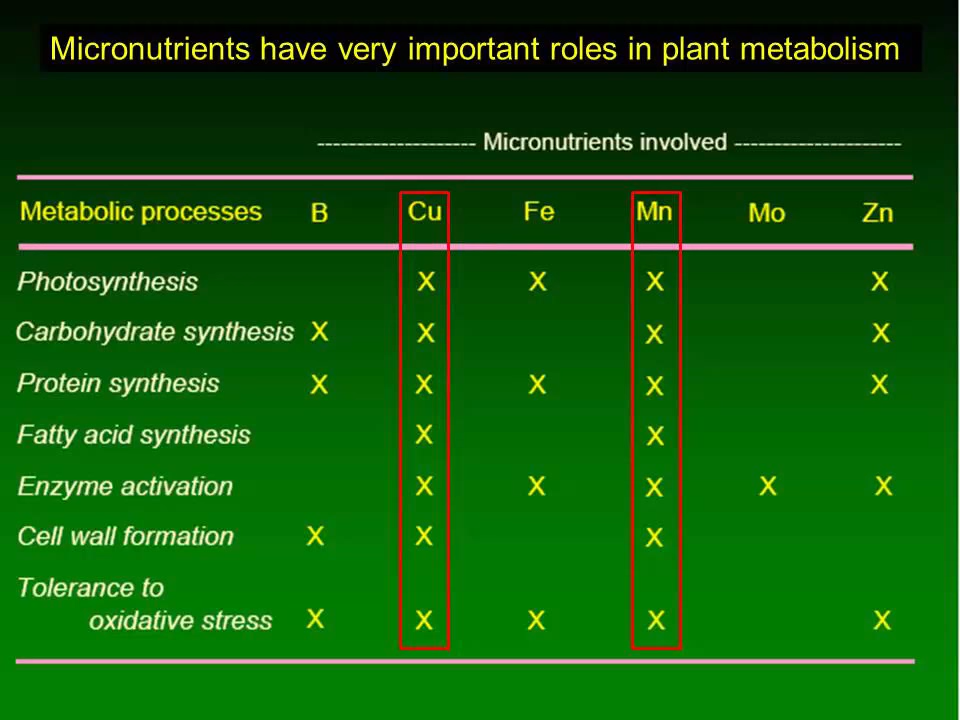 Micronutrients have very important roles in plant metabolism
-------------------- Micronutrients involved ---------------------
Metabolic processes B Cu Fe Mn Mo Zn
Photosynthesis X X X X
Carbohydrate synthesis X X X X
Protein synthesis X X X X X
Fatty acid synthesis X X
Enzyme activation X X X X X
Cell wall formation X X X
Tolerance to
oxidative stress X X X X X